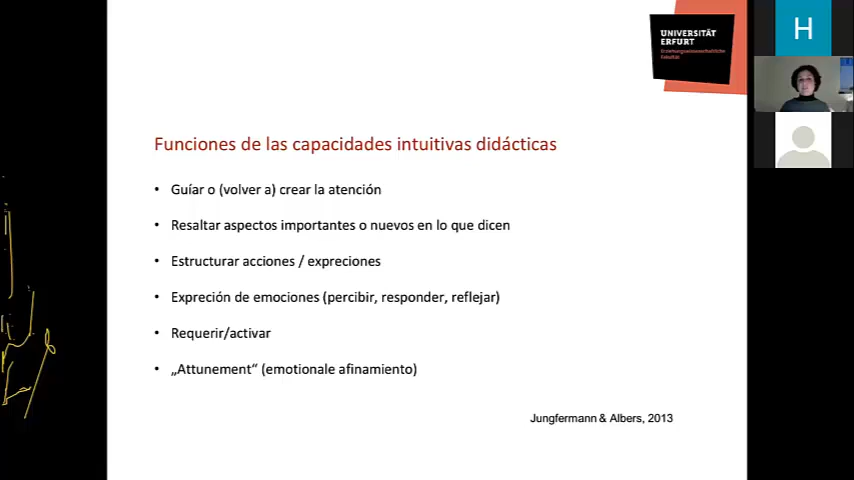 UNIVERSITÄT
ERFURT
Erziehungswissenschaftliche
Fakultät
H
Funciones de las capacidades intuitivas didácticas
• Guíar o (volver a) crear la atención
• Resaltar aspectos importantes o nuevos en lo que dicen
• Estructurar acciones / expreciones
• Expreción de emociones (percibir, responder, reflejar)
• Requerir/activar
• „Attunement“ (emotionale afinamiento)
Jungfermann & Albers, 2013